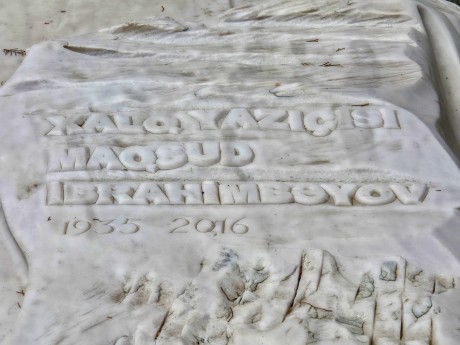 XALQ YAZIÇISI
MAQSUD
İBRAHİMBƏYOV
1935 2016